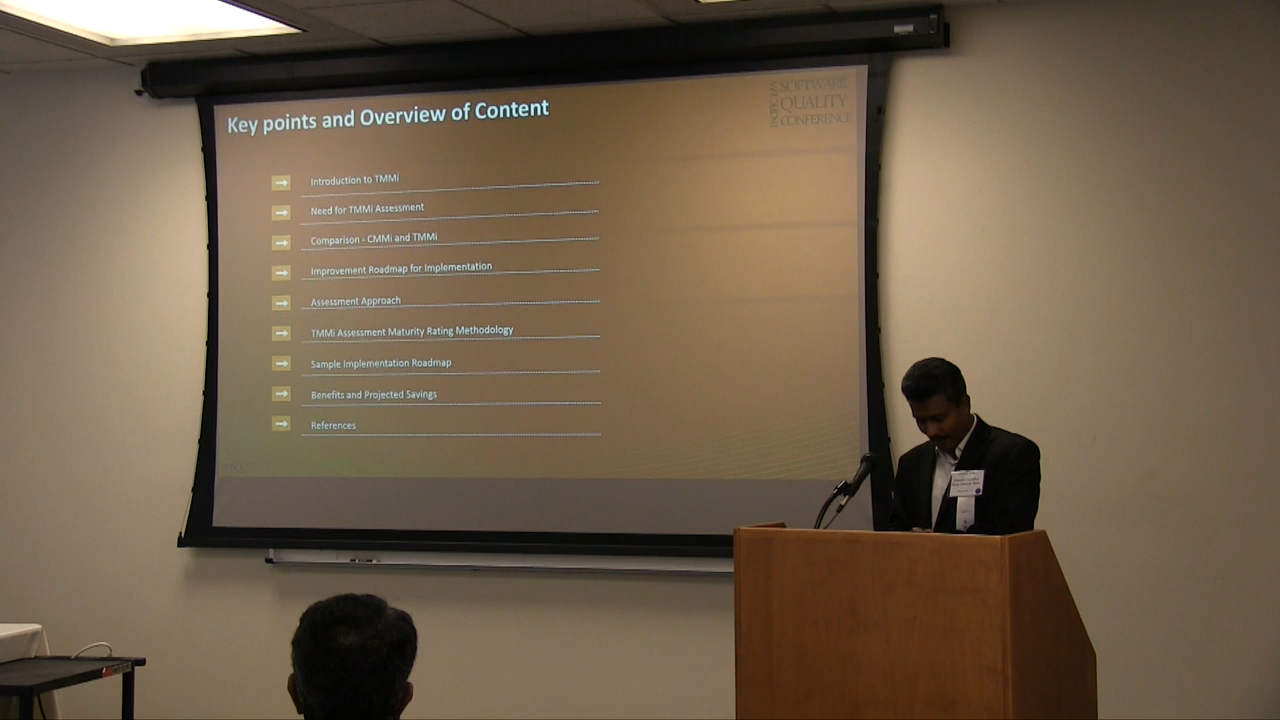 Key points and Overview of Content
PACIFIC NW
SOFTWARE
QUALITY
CONFERENCE
Introduction to TMMi
Need for TMMi Assessment
Comparison - CMMi and TMMi
Improvement Roadmap for Implementation
Assessment Approach
TMMi Assessment Maturity Rating Methodology
Sample Implementation Roadmap
Benefits and Projected Savings
References